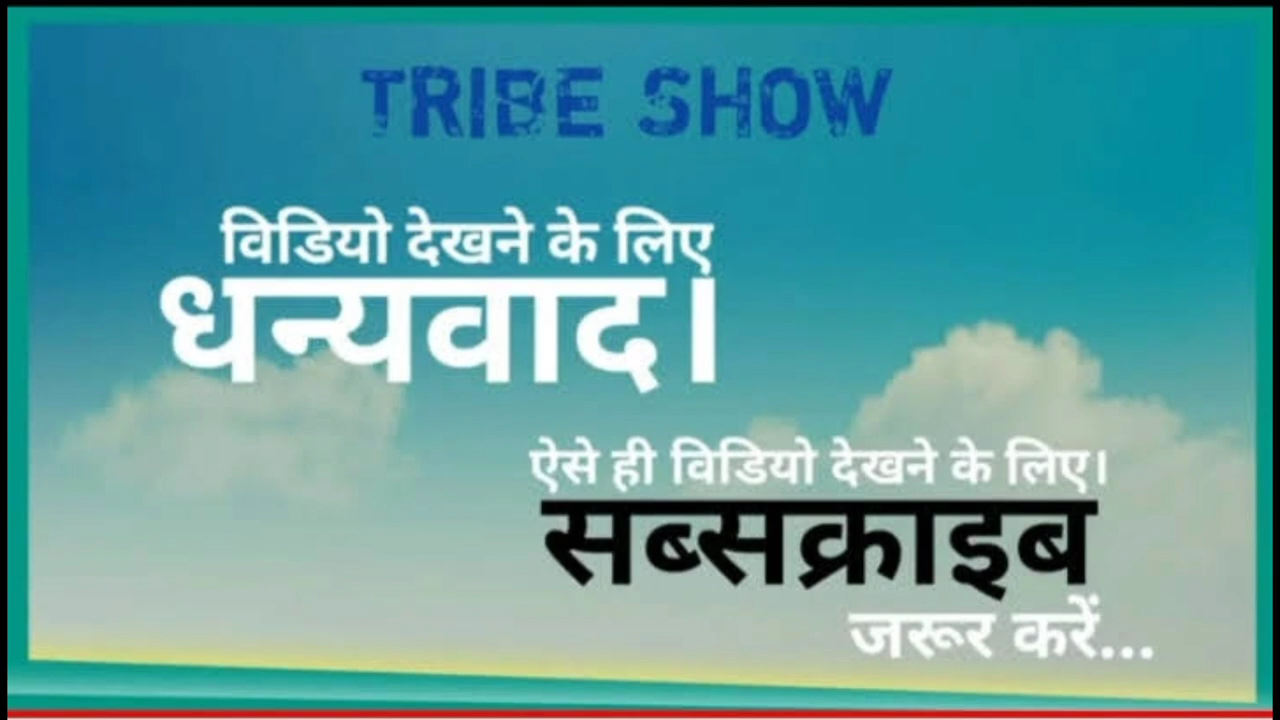 TRIBE SHOW
विडियो देखने के लिए
धन्यवाद।
ऐसे ही विडियो देखने के लिए।
सब्सक्राइब
जरूर करें...